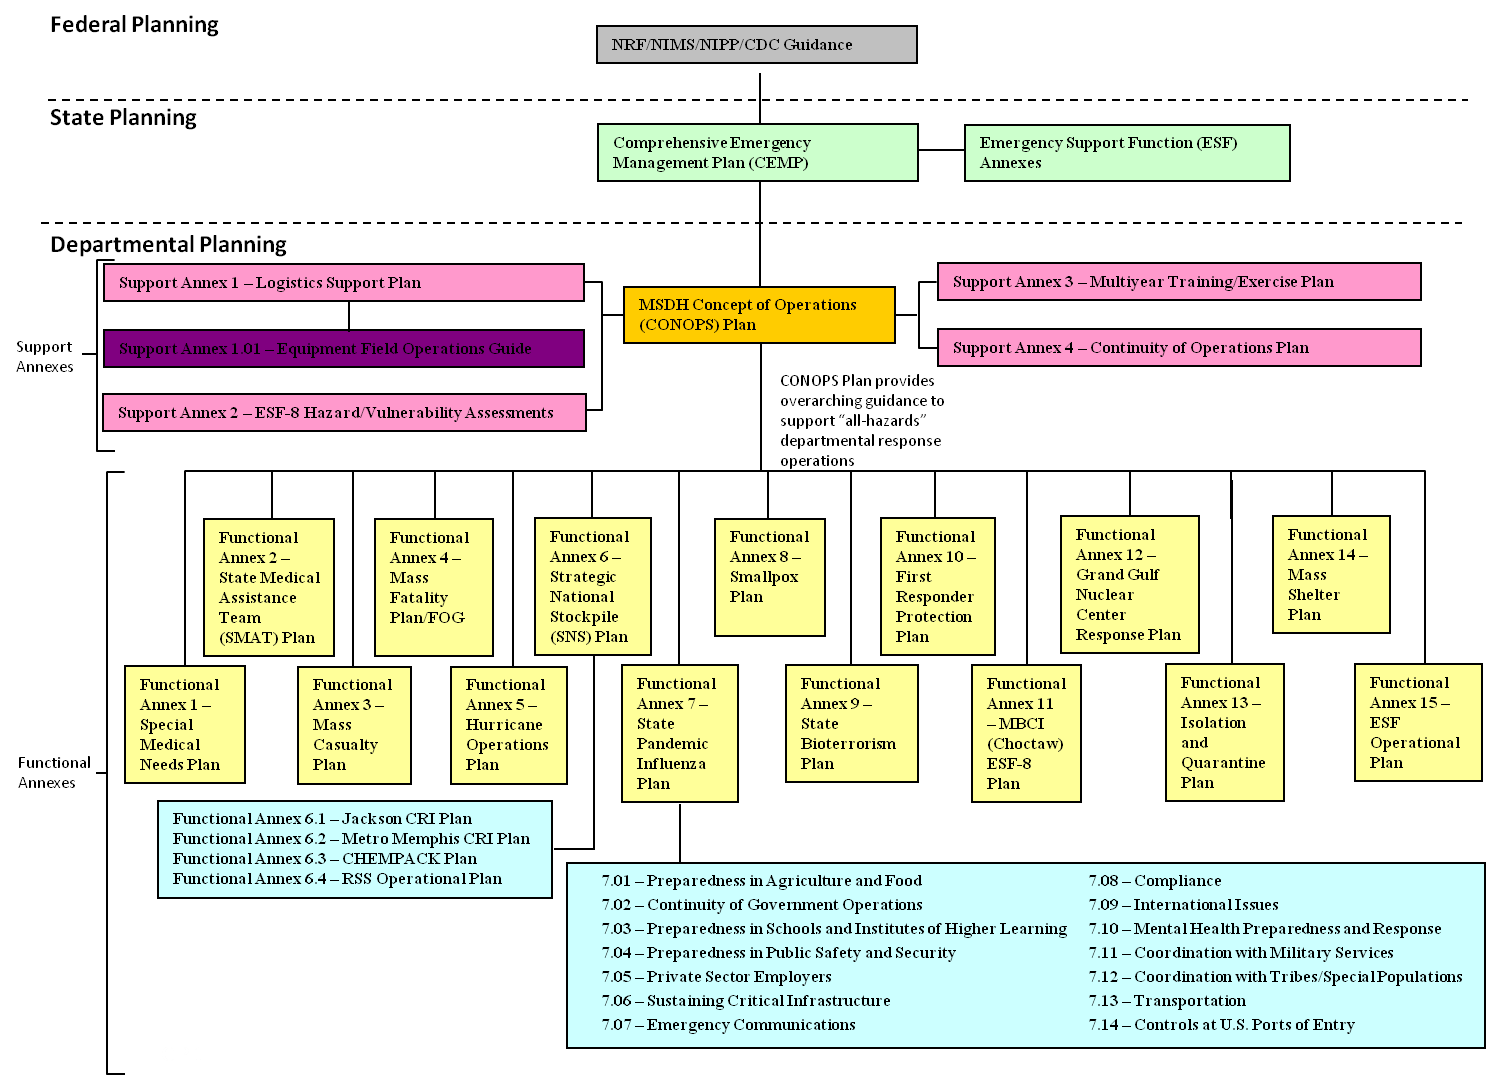 Federal Planning
NRF/NIMS/NIPP/CDC Guidance
State Planning
Comprehensive Emergency
Management Plan (CEMP)
Emergency Support Function (ESF)
Annexes
Departmental Planning
Support
Annexes
Support Annex 1 – Logistics Support Plan
Support Annex 1.01 – Equipment Field Operations Guide
Support Annex 2 – ESF-8 Hazard/Vulnerability Assessments
MSDH Concept of Operations
(CONOPS) Plan
Support Annex 3 – Multiyear Training/Exercise Plan
Support Annex 4 – Continuity of Operations Plan
CONOPS Plan provides
overarching guidance to
support “all-hazards”
departmental response
operations
Functional
Annexes
Functional
Annex 1 –
Special
Medical
Needs Plan
Functional
Annex 2 –
State Medical
Assistance
Team
(SMAT) Plan
Functional
Annex 3 –
Mass
Casualty
Plan
Functional
Annex 4 –
Mass
Fatality
Plan/FOG
Functional
Annex 5 –
Hurricane
Operations
Plan
Functional
Annex 6 –
Strategic
National
Stockpile
(SNS) Plan
Functional
Annex 7 –
State
Pandemic
Influenza
Plan
Functional
Annex 8 –
Smallpox
Plan
Functional
Annex 9 –
State
Bioterrorism
Plan
Functional
Annex 10 –
First
Responder
Protection
Plan
Functional
Annex 11
– MBCI
(Choctaw)
ESF-8
Plan
Functional
Annex 12 –
Grand Gulf
Nuclear
Center
Response Plan
Functional
Annex 13 –
Isolation
and
Quarantine
Plan
Functional
Annex 14 –
Mass
Shelter
Plan
Functional
Annex 15 –
ESF
Operational
Plan
Functional Annex 6.1 – Jackson CRI Plan
Functional Annex 6.2 – Metro Memphis CRI Plan
Functional Annex 6.3 – CHEMPACK Plan
Functional Annex 6.4 – RSS Operational Plan
7.01 – Preparedness in Agriculture and Food
7.02 – Continuity of Government Operations
7.03 – Preparedness in Schools and Institutes of Higher Learning
7.04 – Preparedness in Public Safety and Security
7.05 – Private Sector Employers
7.06 – Sustaining Critical Infrastructure
7.07 – Emergency Communications
7.08 – Compliance
7.09 – International Issues
7.10 – Mental Health Preparedness and Response
7.11 – Coordination with Military Services
7.12 – Coordination with Tribes/Special Populations
7.13 – Transportation
7.14 – Controls at U.S. Ports of Entry